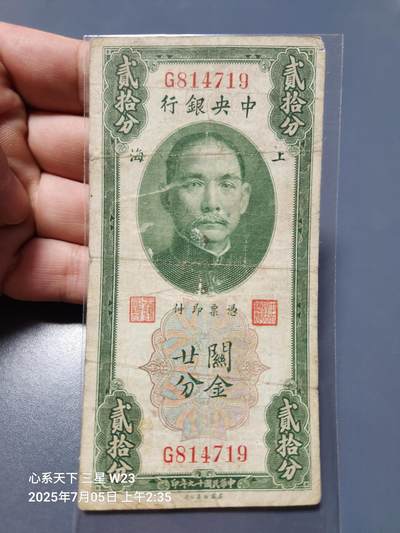 貳拾分 G814719 貳拾分
行銀央中
海 上
付印票憑
關金
廿分
貳拾分 G814719 貳拾分
印年九十國民華中
心系天下 三星 W23
2025年7月05日 上午2:35